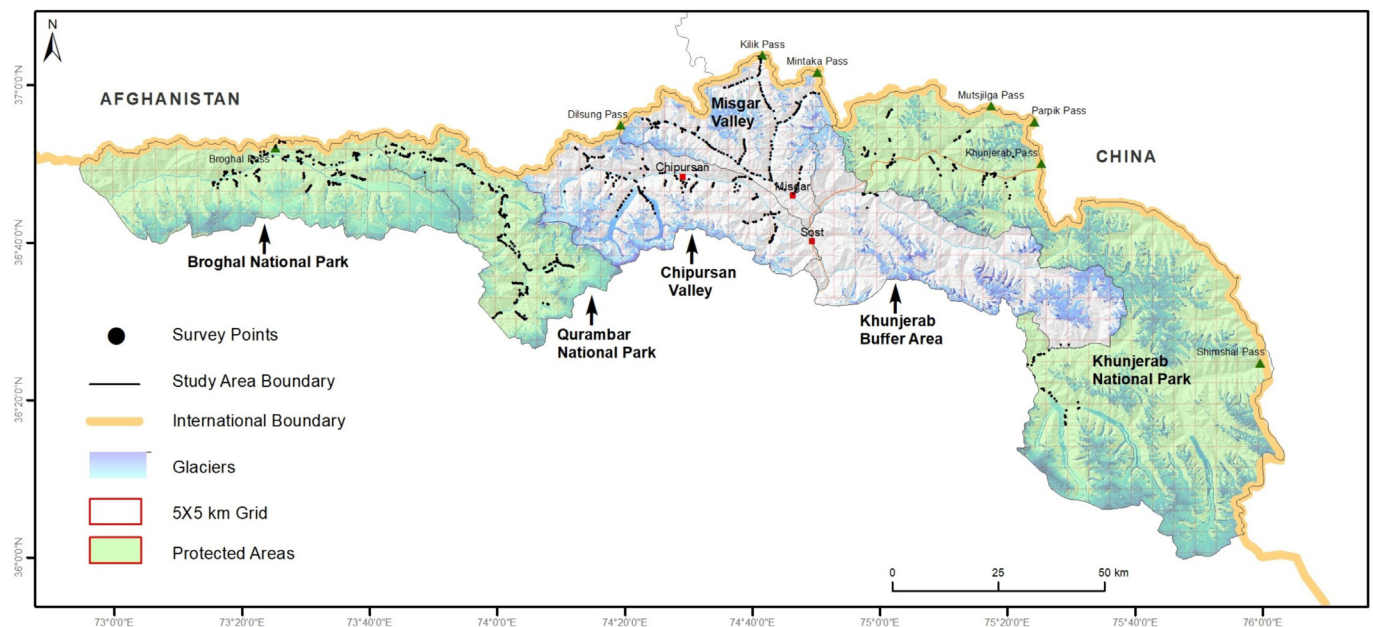 N
Kilik Pass
Mintaka Pass
37°0'0"N
AFGHANISTAN
Misgar
Valley
Mutsjilga Pass
Parpik Pass
Dilsung Pass
CHINA
Broghal Pass
Khunjerab Pass
Chipursan
Misgar
36°40'0"N
Sost
Broghal National Park
Chipursan
Valley
Qurambar
National Park
Khunjerab
Buffer Area
Survey Points
Shimshal Pass
Khunjerab
National Park
Study Area Boundary
36°20'0"N
International Boundary
Glaciers
5X5 km Grid
Protected Areas
36°0'0"N
0 25 50 km
73°0'0"E 73°20'0"E 73°40'0"E 74°0'0"E 74°20'0"E 74°40'0"E 75°0'0"E 75°20'0"E 75°40'0"E 76°0'0"E